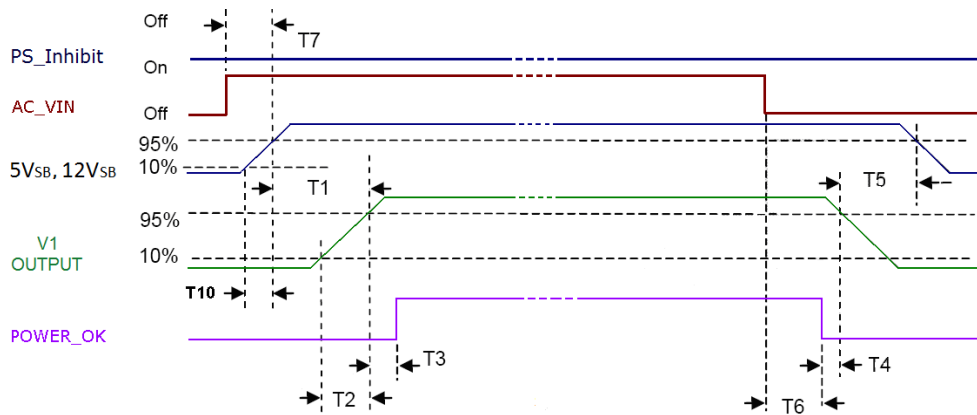 Off
T7
PS_Inhibit
On
AC_VIN
Off
95%
10%
5VSB, 12VSB
T1
T5
95%
V1
OUTPUT
10%
T10
POWER_OK
T3
T4
T2
T6